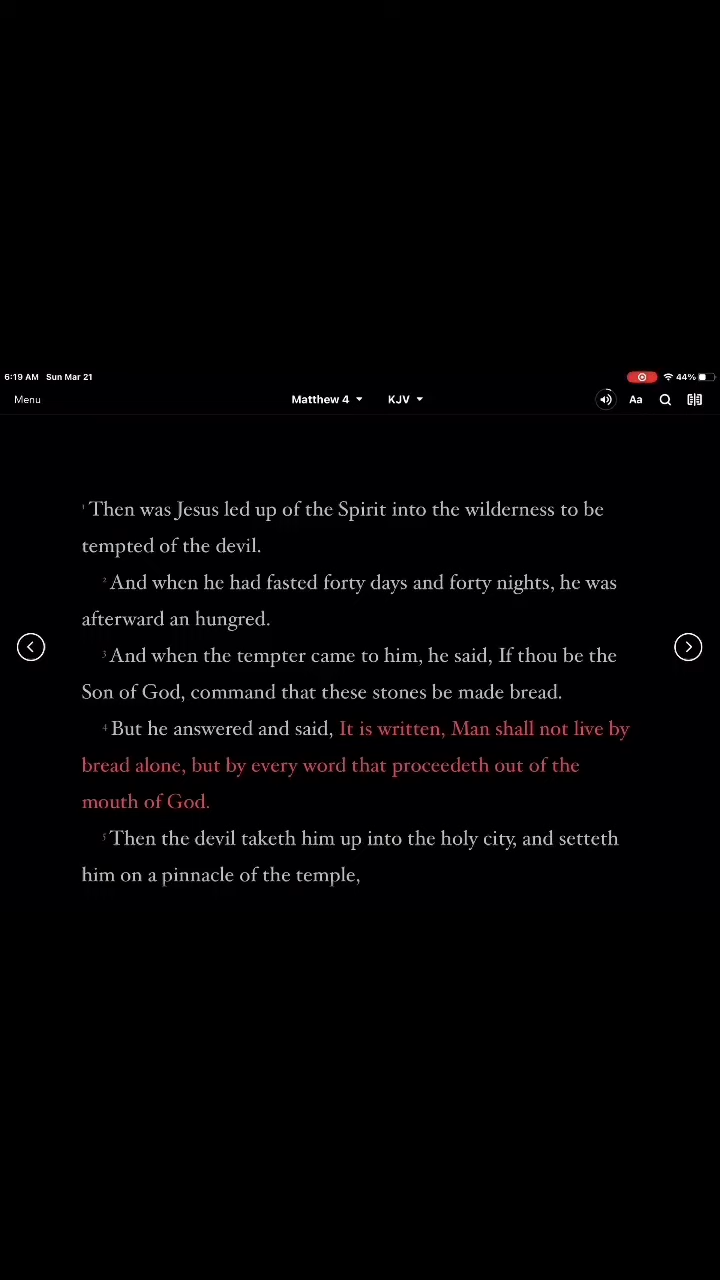 6:19 AM Sun Mar 21 44%
Menu Matthew 4 KJV Aa
1 Then was Jesus led up of the Spirit into the wilderness to be
tempted of the devil.
2 And when he had fasted forty days and forty nights, he was
afterward an hungred.
3 And when the tempter came to him, he said, If thou be the
Son of God, command that these stones be made bread.
4 But he answered and said, It is written, Man shall not live by
bread alone, but by every word that proceedeth out of the
mouth of God.
5 Then the devil taketh him up into the holy city, and setteth
him on a pinnacle of the temple,